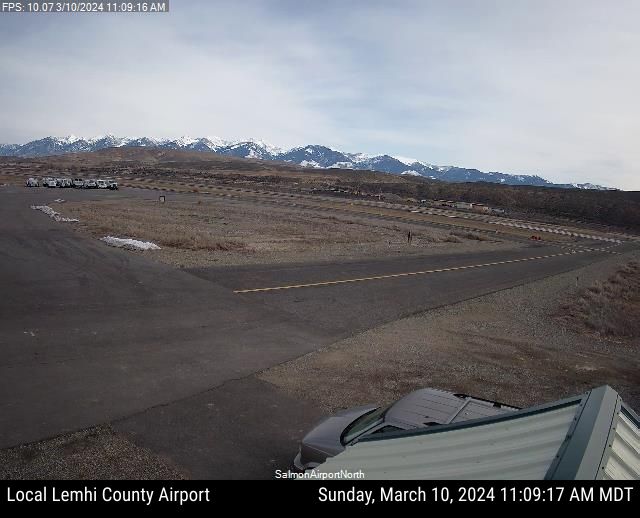 FPS: 10.07 3/10/2024 11:09:16 AM
SalmonAirportNorth
Local Lemhi County Airport Sunday, March 10, 2024 11:09:17 AM MDT